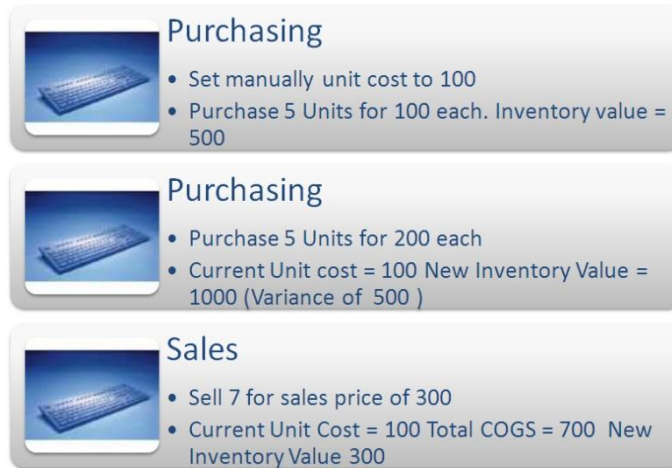 Purchasing
• Set manually unit cost to 100
• Purchase 5 Units for 100 each. Inventory value =
500
Purchasing
• Purchase 5 Units for 200 each
• Current Unit cost = 100 New Inventory Value =
1000 (Variance of 500 )
Sales
• Sell 7 for sales price of 300
• Current Unit Cost = 100 Total COGS = 700 New
Inventory Value 300